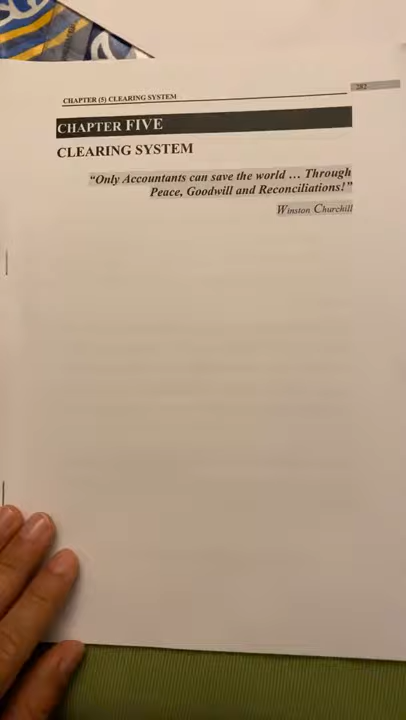 CHAPTER (5) CLEARING SYSTEM
282
CHAPTER FIVE
CLEARING SYSTEM
“Only Accountants can save the world … Through
Peace, Goodwill and Reconciliations!”
Winston Churchill